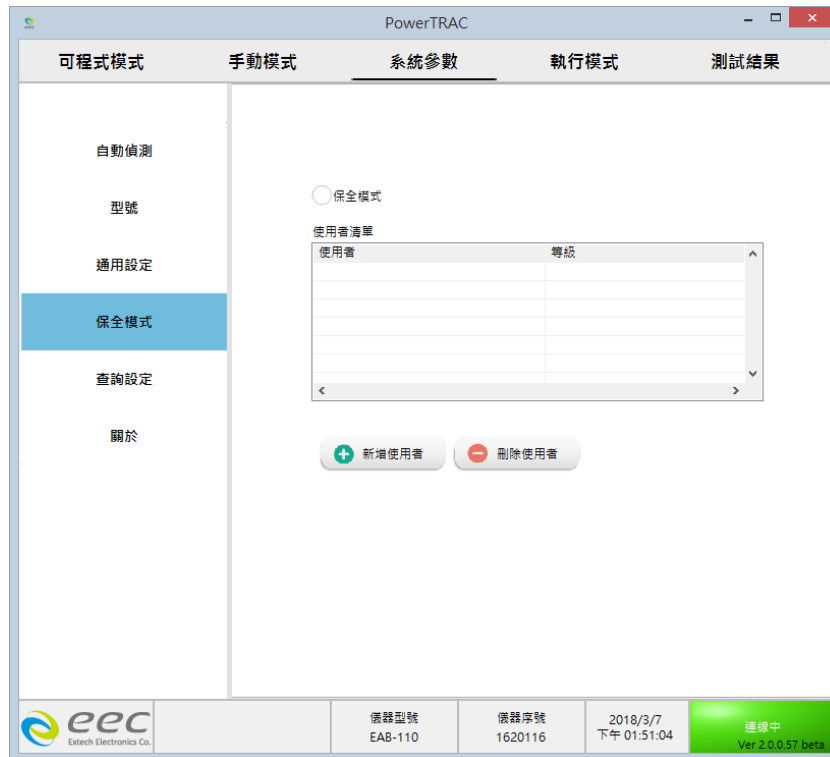 PowerTRAC
可程式模式 手動模式 系統參數 執行模式 測試結果
自動偵測
型號
通用設定
保全模式
查詢設定
關於
保全模式
使用者清單
使用者 等級
新增使用者 刪除使用者
eec
Extech Electronics Co.
儀器型號
EAB-110
儀器序號
1620116
2018/3/7
下午 01:51:04
連線中
Ver 2.0.0.57 beta